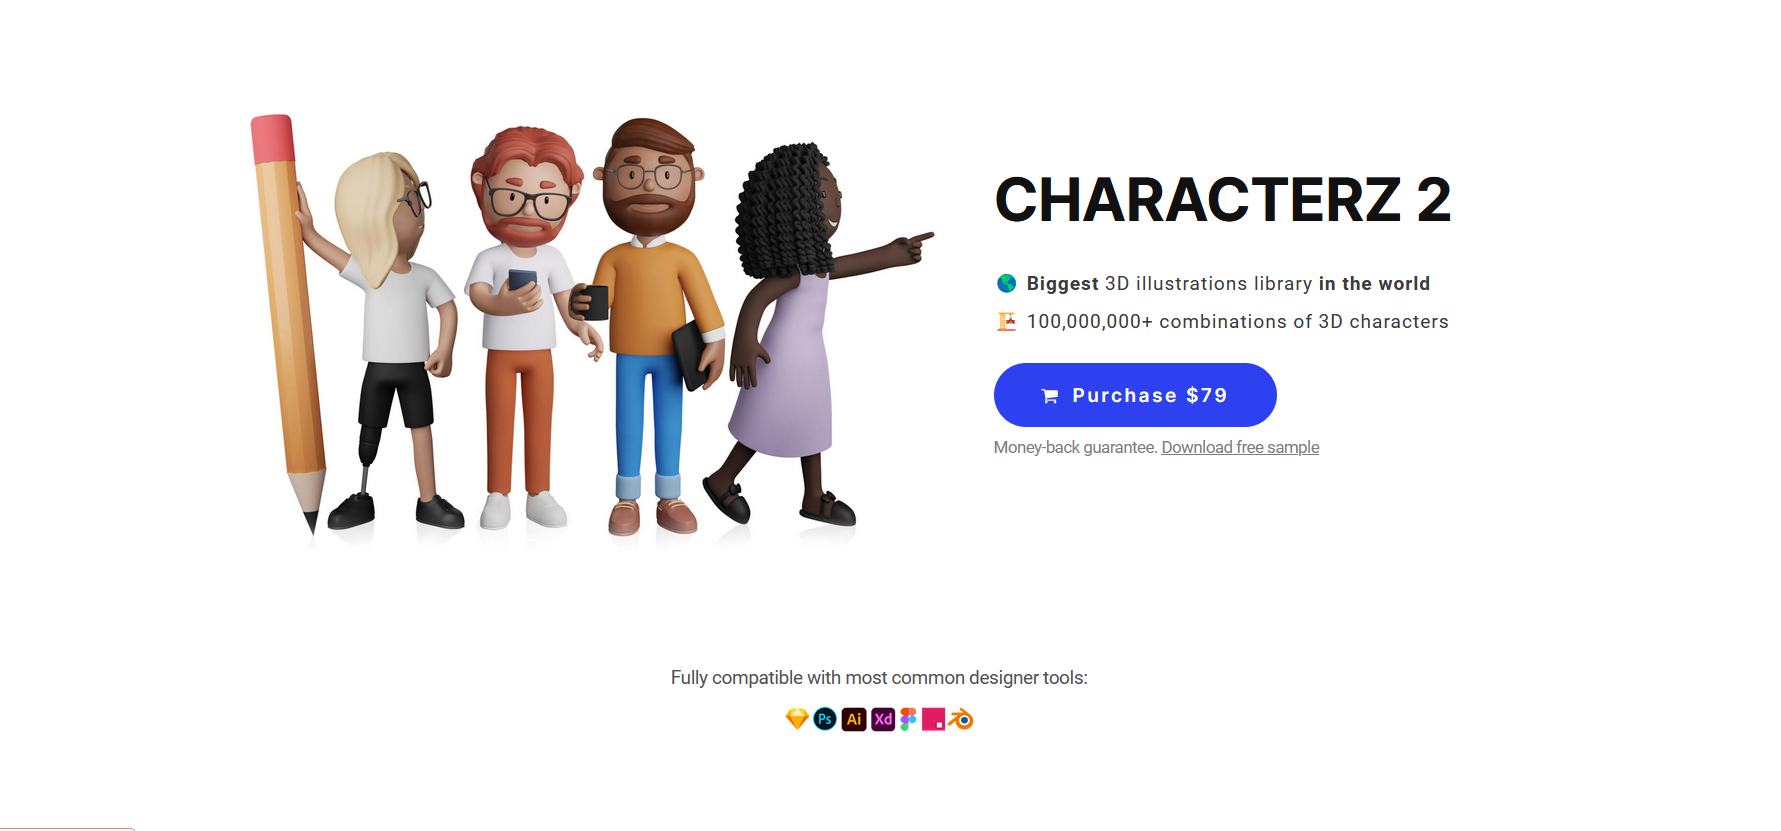 CHARACTERZ 2
Biggest 3D illustrations library in the world
100,000,000+ combinations of 3D characters
Purchase $79
Money-back guarantee. Download free sample
Fully compatible with most common designer tools:
Ps Ai Xd